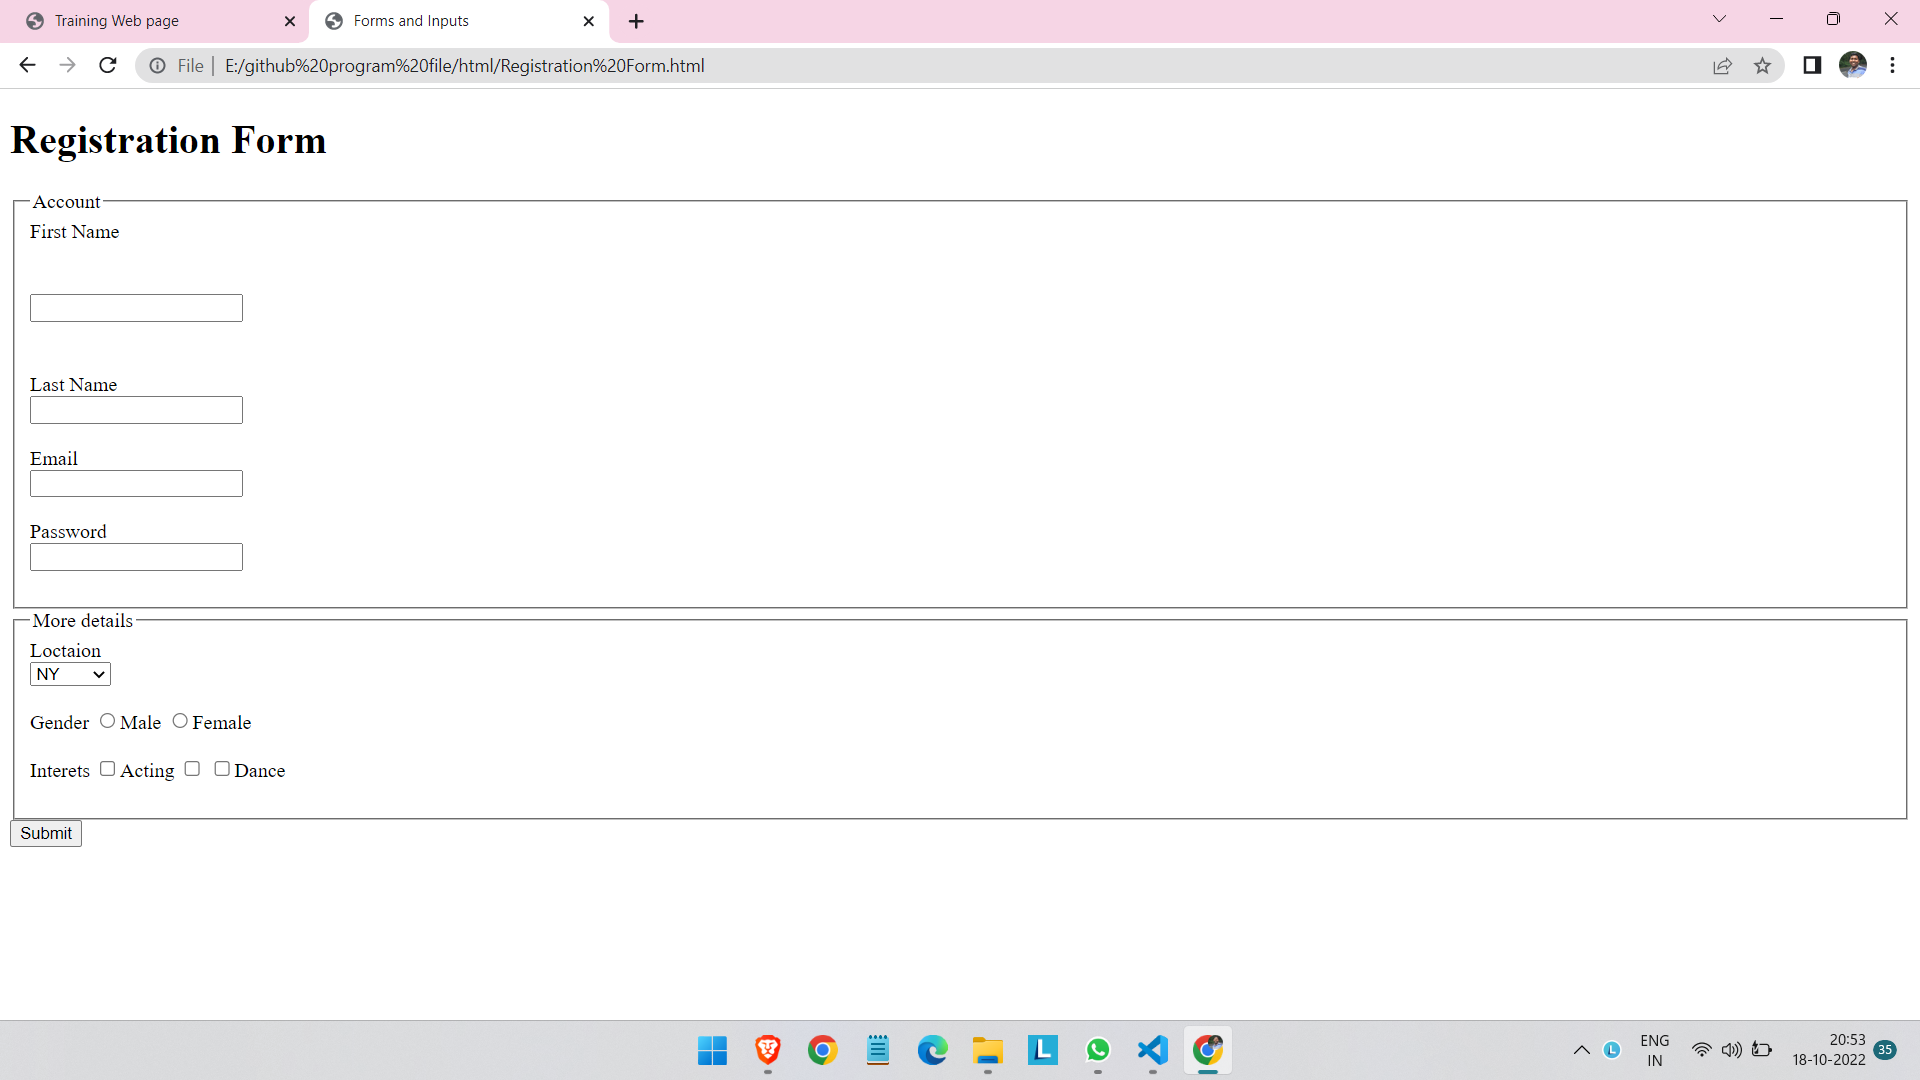 Training Web page
Forms and Inputs
File
E:/github%20program%20file/html/Registration%20Form.html
Registration Form
Account
First Name
Last Name
Email
Password
More details
Loctaion
NY
Gender Male Female
Interets Acting Dance
Submit
L
L
ENG
IN
20:53
18-10-2022
35